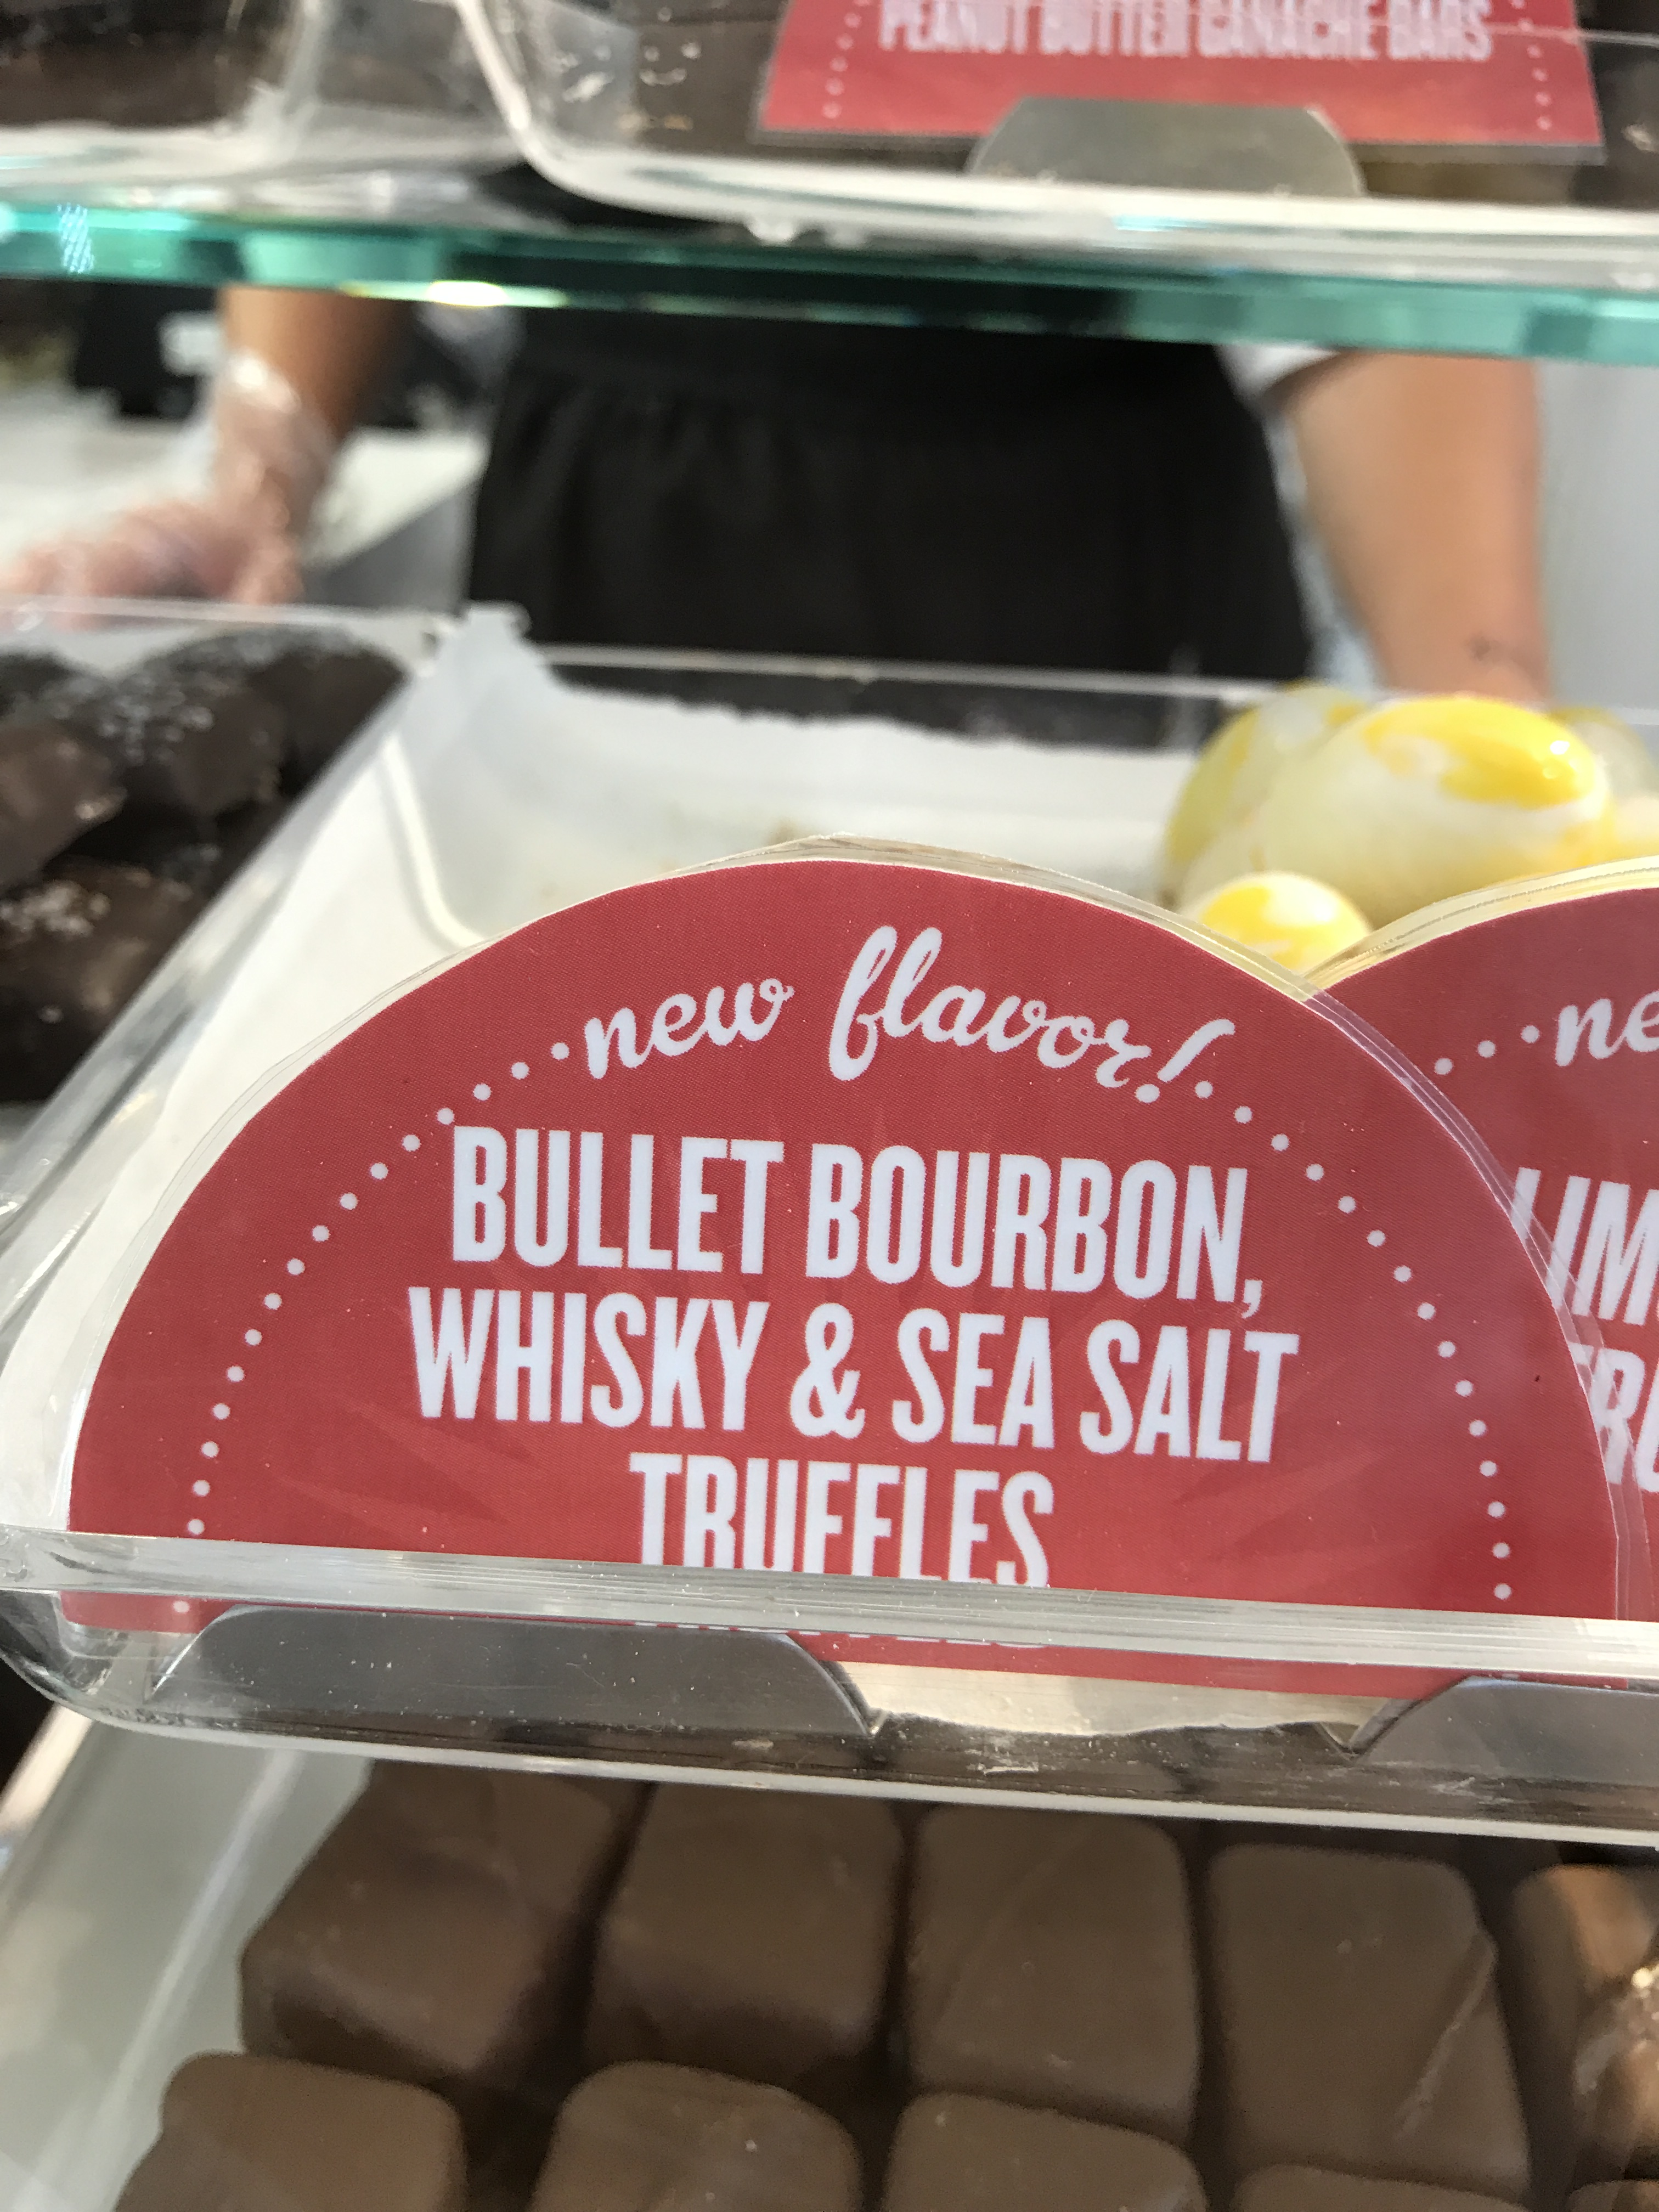 PEANUT BUTTER GANACHE BARS
new flavor!
BULLET BOURBON,
WHISKY & SEA SALT
TRUFFLES